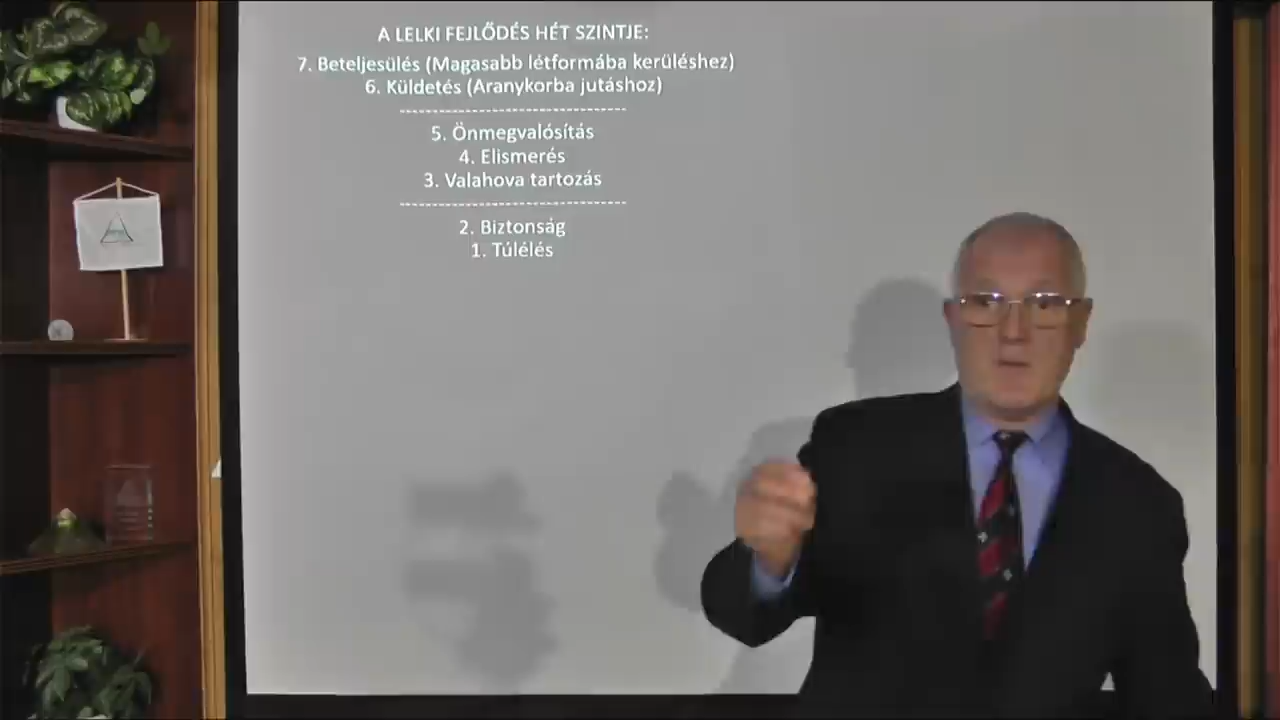 A LELKI FEJLŐDÉS HÉT SZINTJE:
7. Beteljesülés (Magasabb létformába kerüléshez)
6. Küldetés (Aranykorba jutáshoz)
----------------------------------
5. Önmegvalósítás
4. Elismerés
3. Valahova tartozás
----------------------------------
2. Biztonság
1. Túlélés